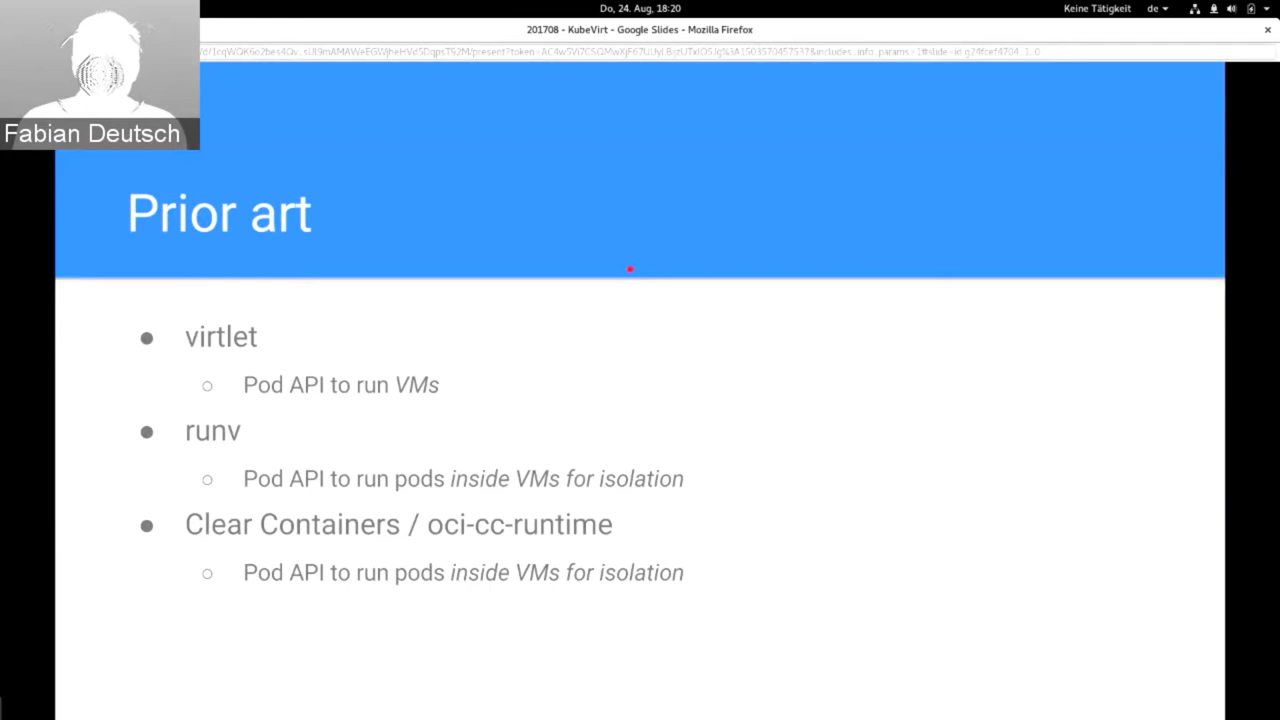 Do, 24. Aug, 18:20
Keine Tätigkeit
de
201708 - KubeVirt - Google Slides - Mozilla Firefox
Fabian Deutsch
Prior art
● virtlet
○ Pod API to run VMs
● runv
○ Pod API to run pods inside VMs for isolation
● Clear Containers / oci-cc-runtime
○ Pod API to run pods inside VMs for isolation